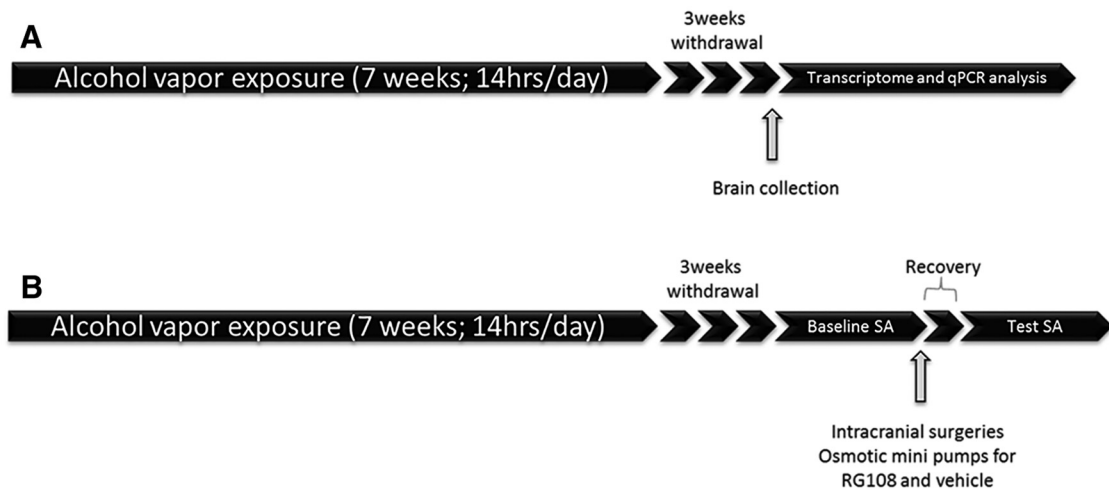 A
3weeks
withdrawal
Alcohol vapor exposure (7 weeks; 14hrs/day)
Transcriptome and qPCR analysis
Brain collection
B
3weeks
withdrawal
Recovery
Alcohol vapor exposure (7 weeks; 14hrs/day)
Baseline SA
Test SA
Intracranial surgeries
Osmotic mini pumps for
RG108 and vehicle